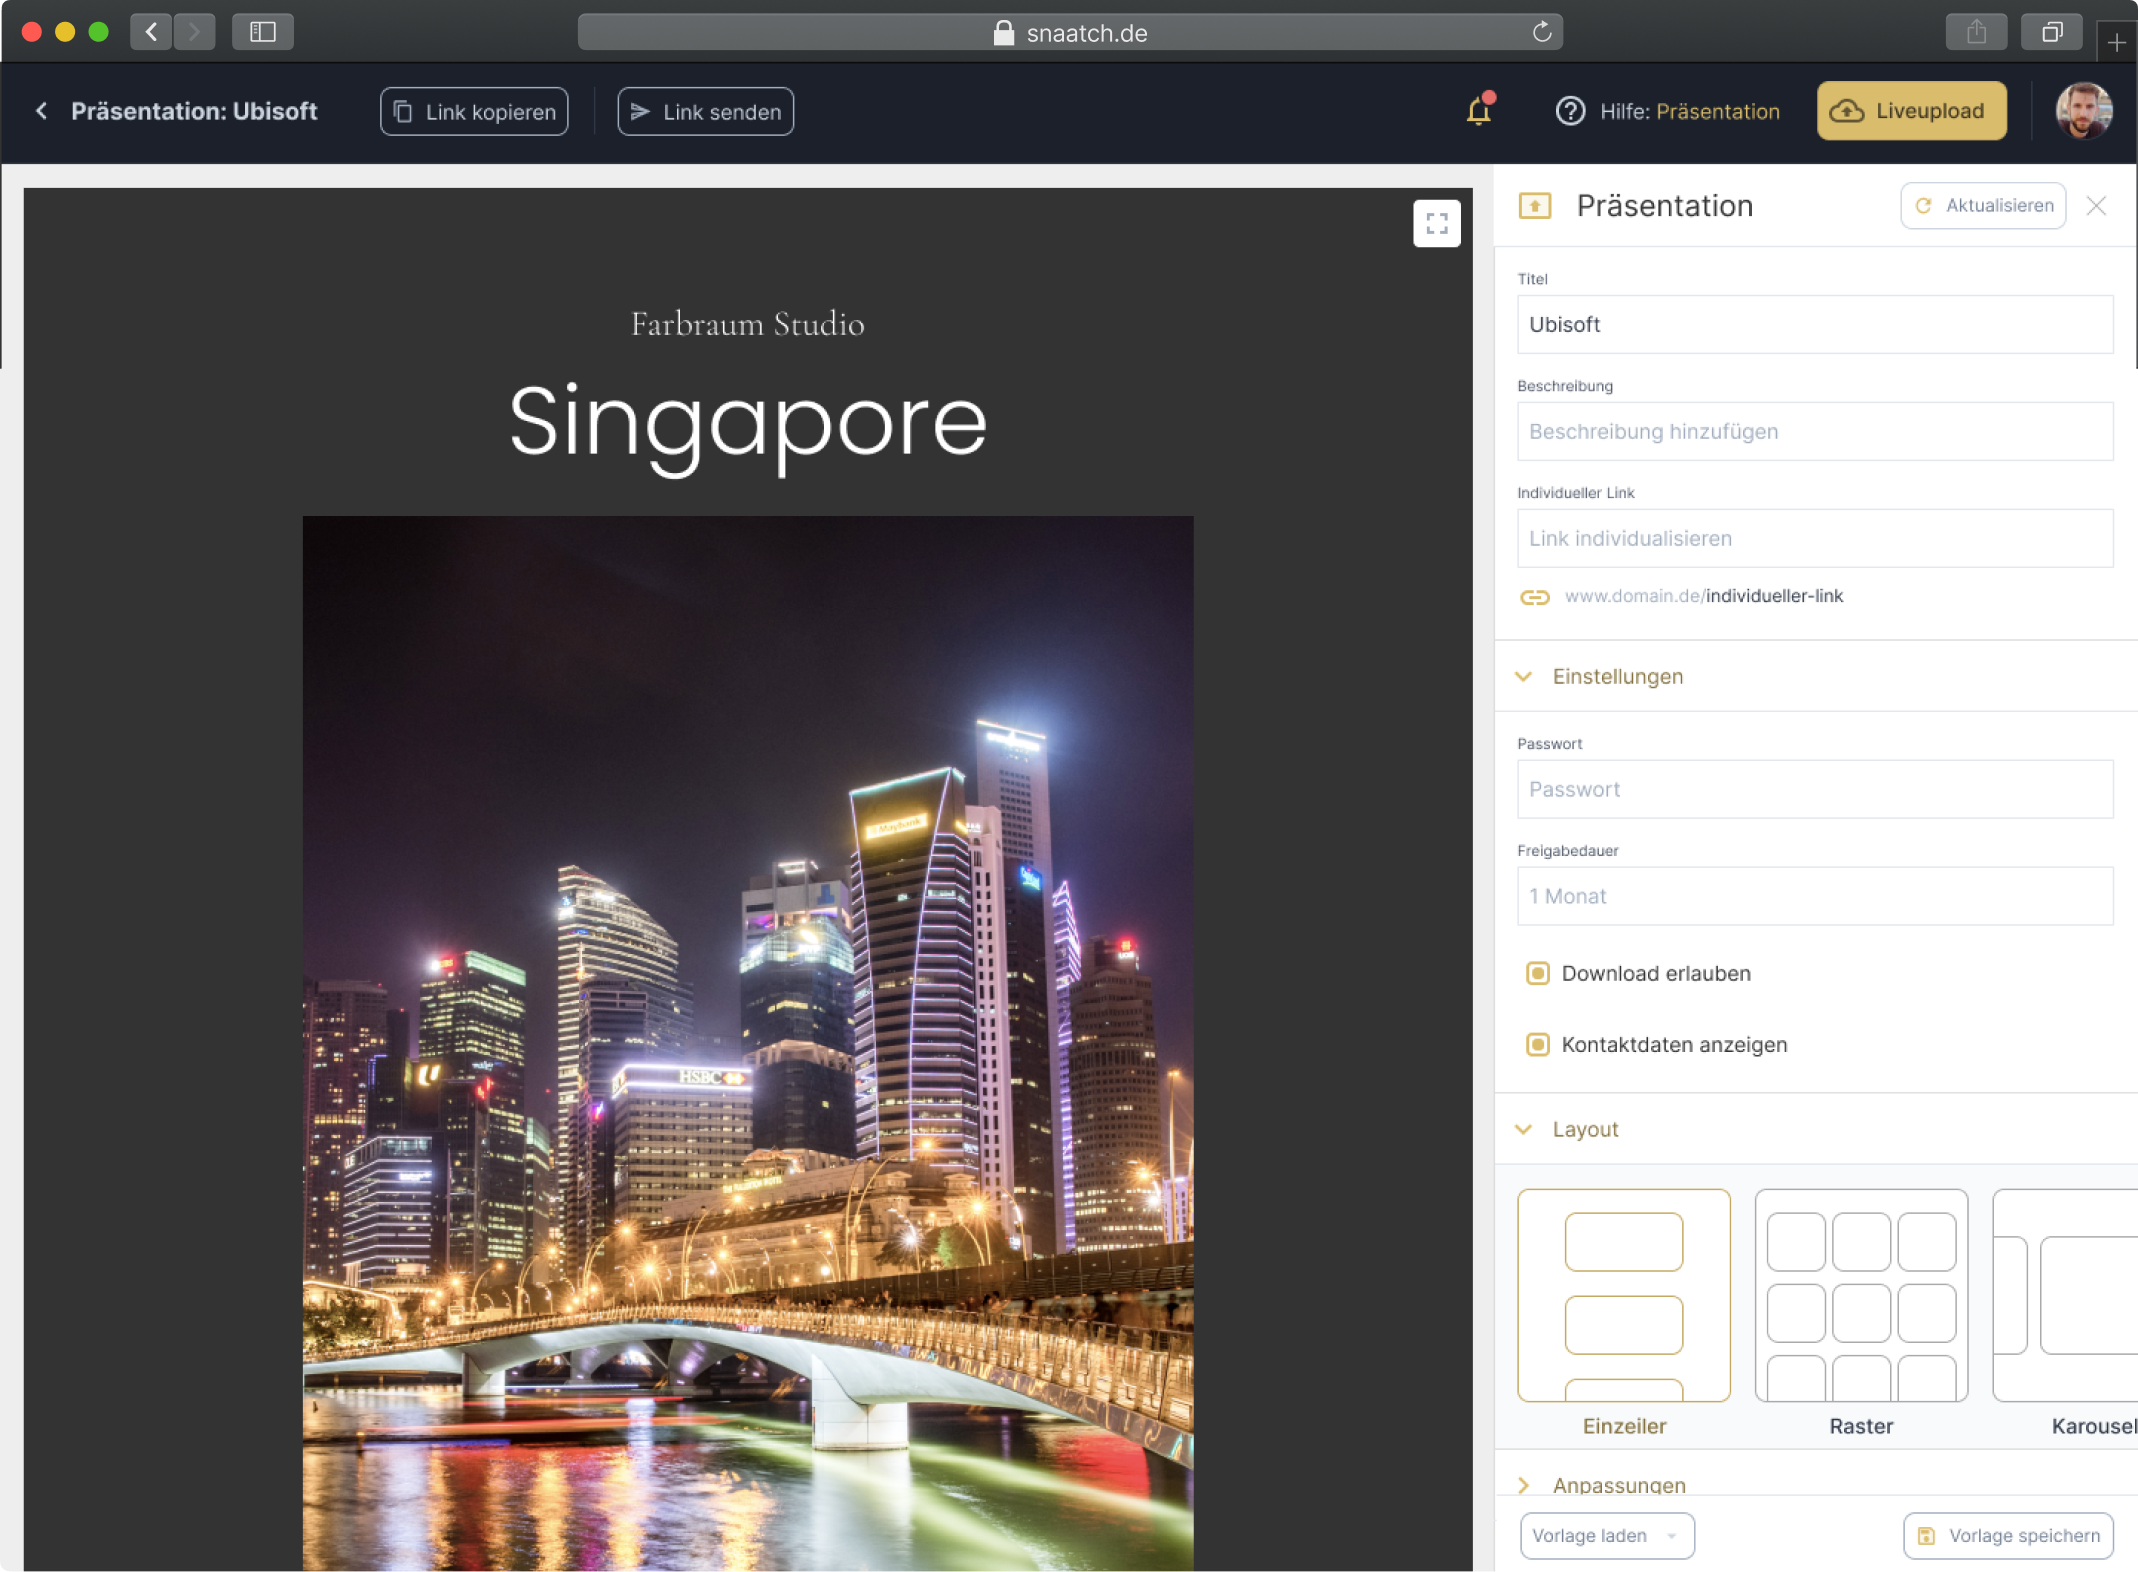 snaatch.de
Präsentation: Ubisoft
Link kopieren
Link senden
Hilfe: Präsentation
Liveupload
Farbraum Studio
Singapore
Maybank
HSBC
Präsentation
Aktualisieren
Titel
Ubisoft
Beschreibung
Beschreibung hinzufügen
Individueller Link
Link individualisieren
www.domain.de/individueller-link
Einstellungen
Passwort
Passwort
Freigabedauer
1 Monat
Download erlauben
Kontaktdaten anzeigen
Layout
Einzeiler
Raster
Karousel
Anpassungen
Vorlage laden
Vorlage speichern